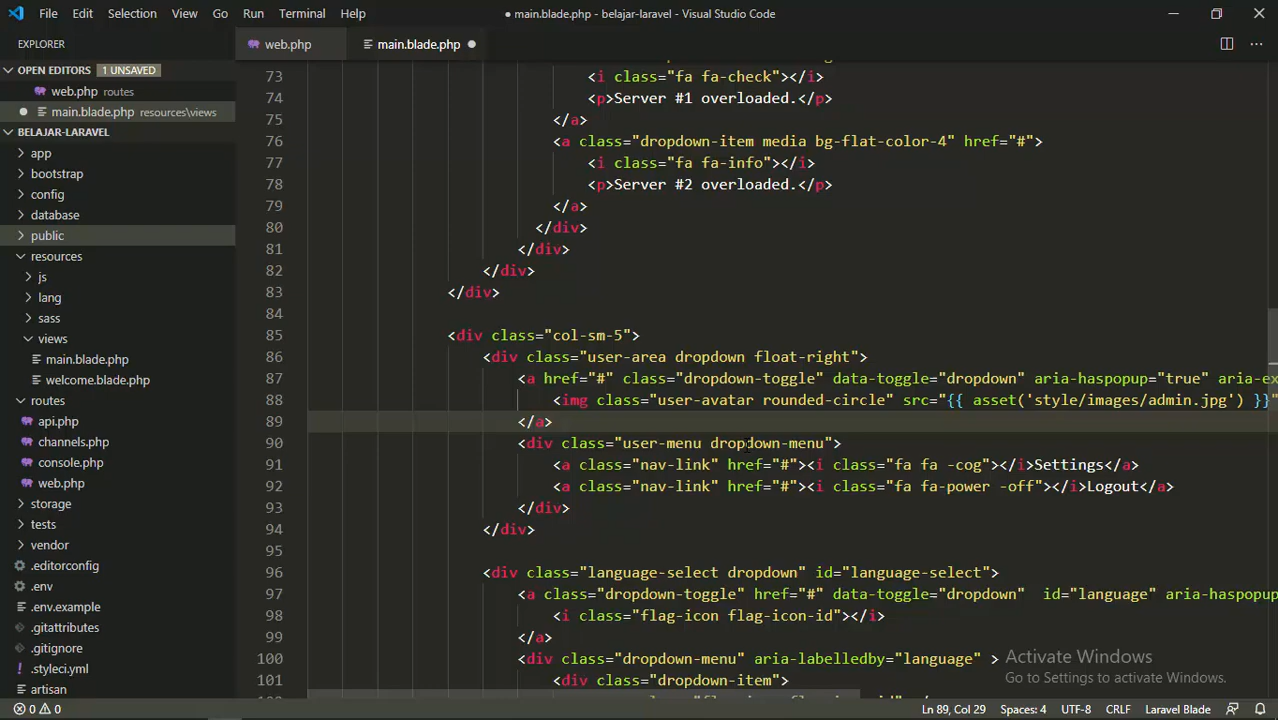 File Edit Selection View Go Run Terminal Help
● main.blade.php - belajar-laravel - Visual Studio Code
EXPLORER
OPEN EDITORS 1 UNSAVED
web.php routes
main.blade.php resources\views
BELAJAR-LARAVEL
app
bootstrap
config
database
public
resources
js
lang
sass
views
main.blade.php
welcome.blade.php
routes
api.php
channels.php
console.php
web.php
storage
tests
vendor
.editorconfig
.env
.env.example
.gitattributes
.gitignore
.styleci.yml
artisan
web.php
main.blade.php
73 <i class="fa fa-check"></i>
74 <p>Server #1 overloaded.</p>
75 </a>
76 <a class="dropdown-item media bg-flat-color-4" href="#">
77 <i class="fa fa-info"></i>
78 <p>Server #2 overloaded.</p>
79 </a>
80 </div>
81 </div>
82 </div>
83 </div>
84
85 <div class="col-sm-5">
86 <div class="user-area dropdown float-right">
87 <a href="#" class="dropdown-toggle" data-toggle="dropdown" aria-haspopup="true" aria-ex
88 <img class="user-avatar rounded-circle" src="{{ asset('style/images/admin.jpg') }}"
89 </a>
90 <div class="user-menu dropdown-menu">
91 <a class="nav-link" href="#"><i class="fa fa -cog"></i>Settings</a>
92 <a class="nav-link" href="#"><i class="fa fa-power -off"></i>Logout</a>
93 </div>
94 </div>
95
96 <div class="language-select dropdown" id="language-select">
97 <a class="dropdown-toggle" href="#" data-toggle="dropdown"  id="language" aria-haspopup
98 <i class="flag-icon flag-icon-id"></i>
99 </a>
100 <div class="dropdown-menu" aria-labelledby="language" >
101 <div class="dropdown-item">
Activate Windows
Go to Settings to activate Windows.
0 0
Ln 89, Col 29 Spaces: 4 UTF-8 CRLF Laravel Blade